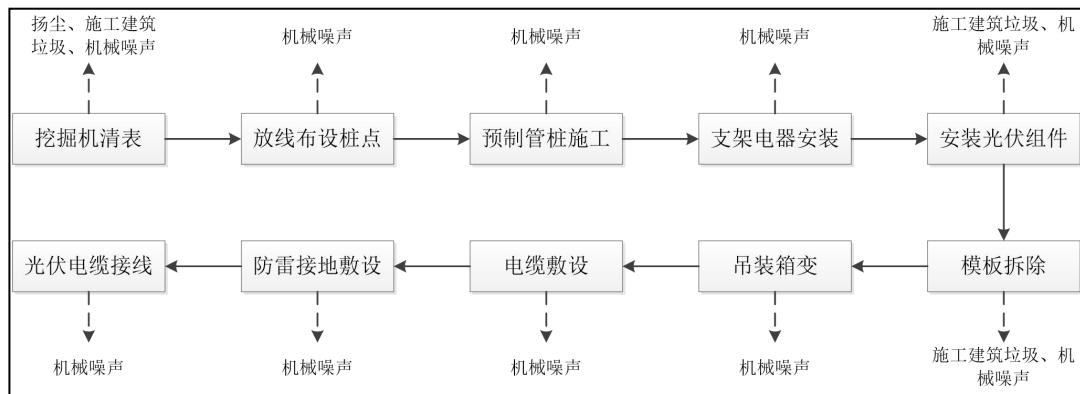 扬尘、施工建筑
垃圾、机械噪声
机械噪声
机械噪声
机械噪声
施工建筑垃圾、机
械噪声
挖掘机清表
放线布设桩点
预制管桩施工
支架电器安装
安装光伏组件
光伏电缆接线
防雷接地敷设
电缆敷设
吊装箱变
模板拆除
机械噪声
机械噪声
机械噪声
机械噪声
施工建筑垃圾、机
械噪声